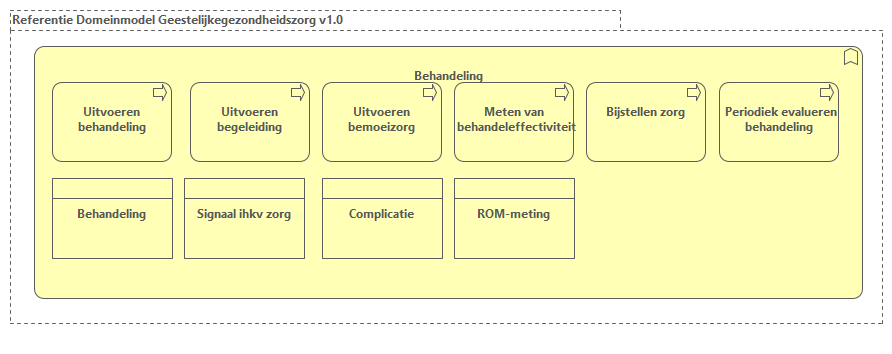 Referentie Domeinmodel Geestelijkegezondheidszorg v1.0
Behandeling
Uitvoeren
behandeling
Uitvoeren
begeleiding
Uitvoeren
bemoeizorg
Meten van
behandeleffectiviteit
Bijstellen zorg
Periodiek evalueren
behandeling
Behandeling
Signaal ihkv zorg
Complicatie
ROM-meting